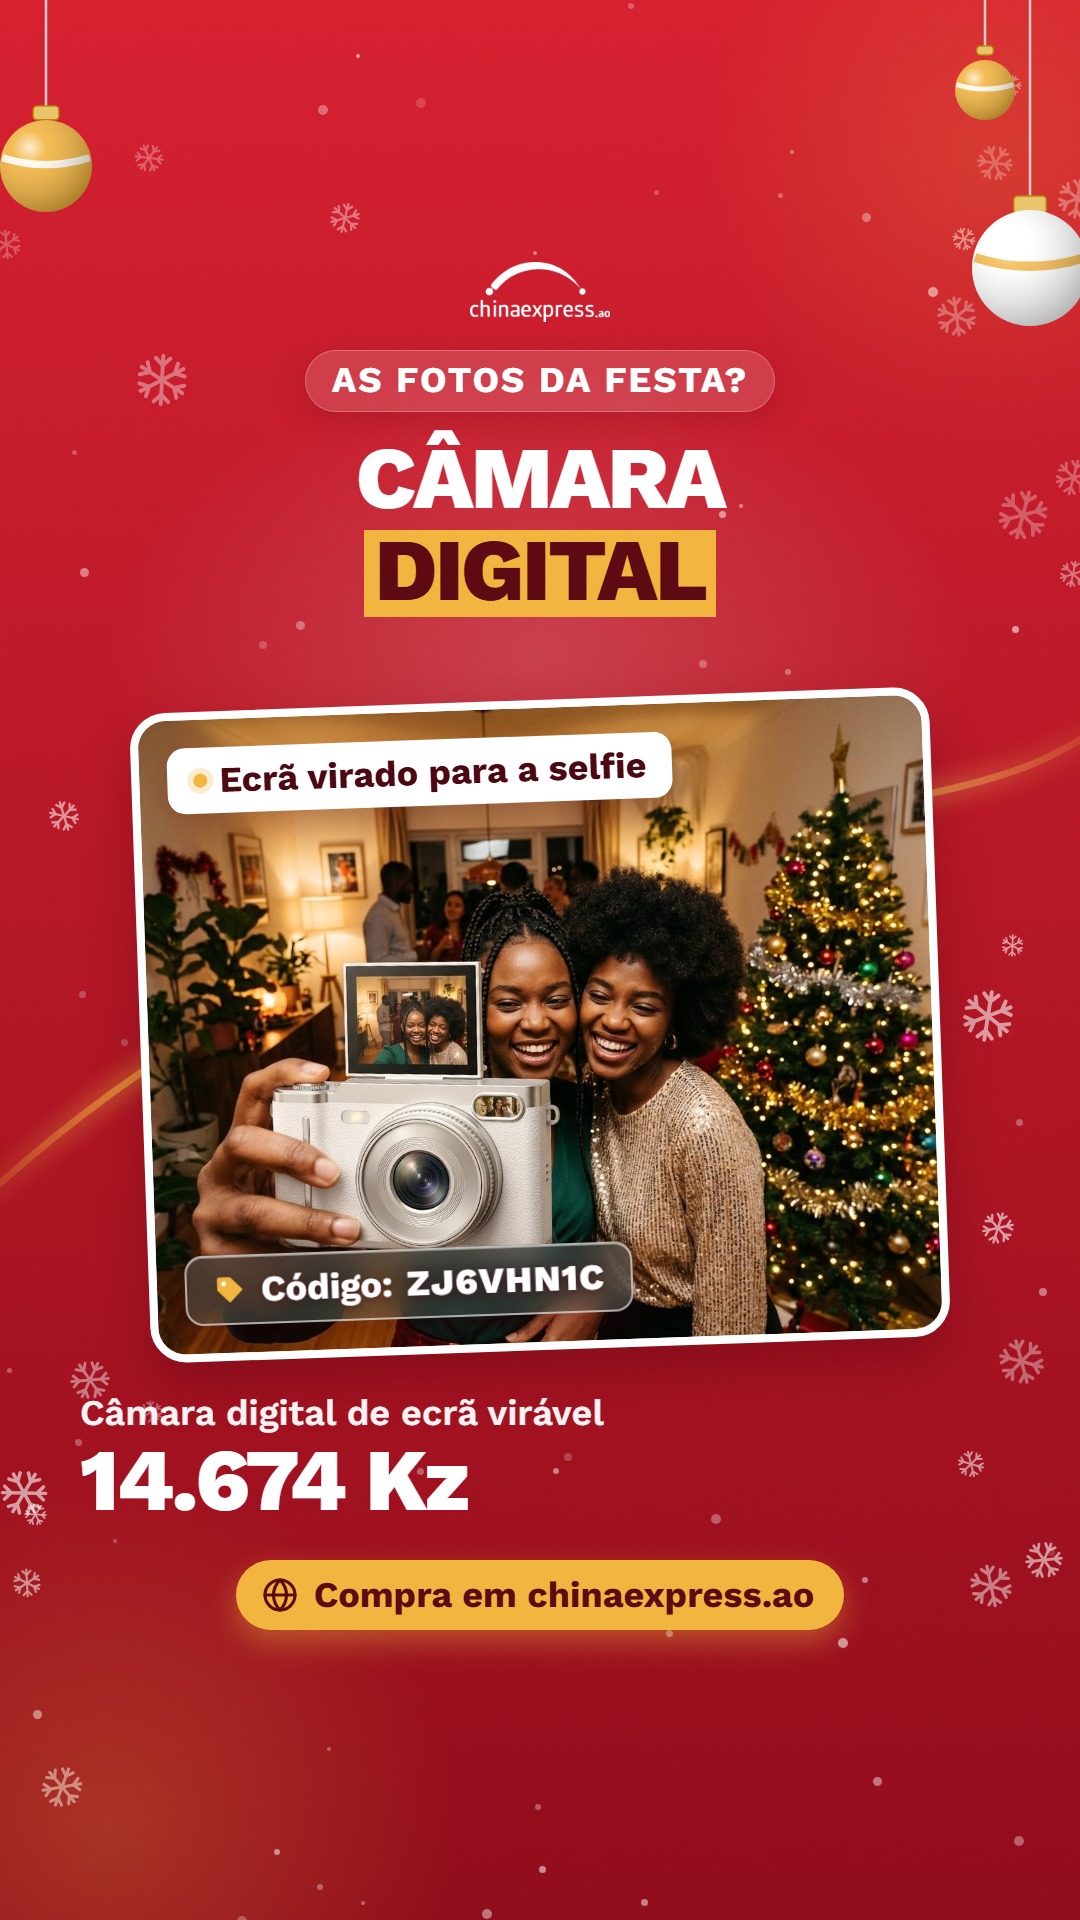 chinaexpress.ao
AS FOTOS DA FESTA?
CÂMARA
DIGITAL
Ecrã virado para a selfie
Código: ZJ6VHN1C
Câmara digital de ecrã virável
14.674 Kz
Compra em chinaexpress.ao